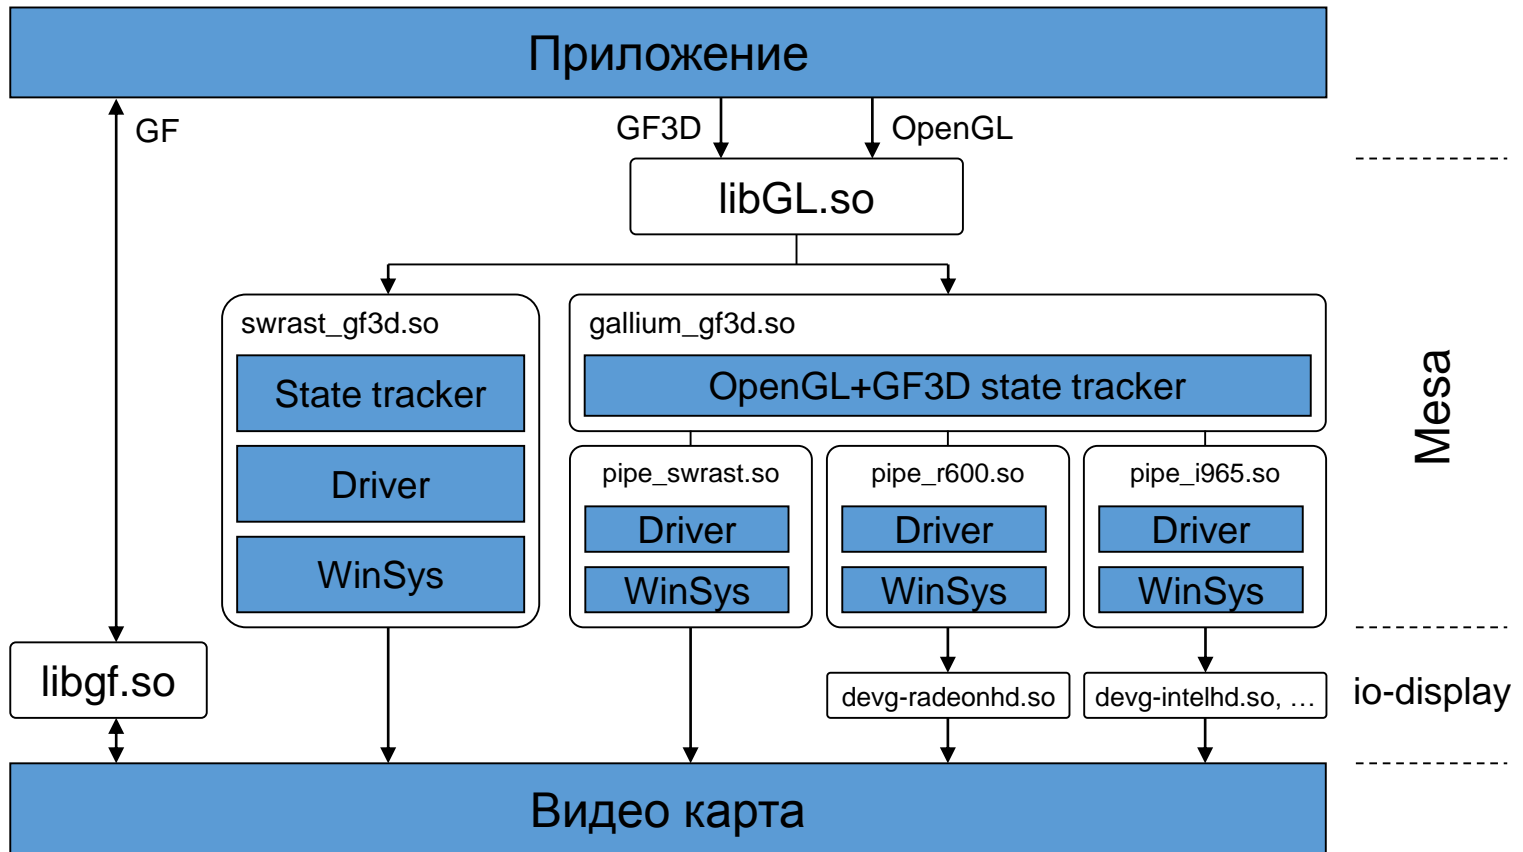 Приложение
GF
GF3D
OpenGL
libGL.so
swrast_gf3d.so
State tracker
Driver
WinSys
gallium_gf3d.so
OpenGL+GF3D state tracker
pipe_swrast.so
Driver
WinSys
pipe_r600.so
Driver
WinSys
pipe_i965.so
Driver
WinSys
Mesa
libgf.so
devg-radeonhd.so
devg-intelhd.so, …
io-display
Видео карта